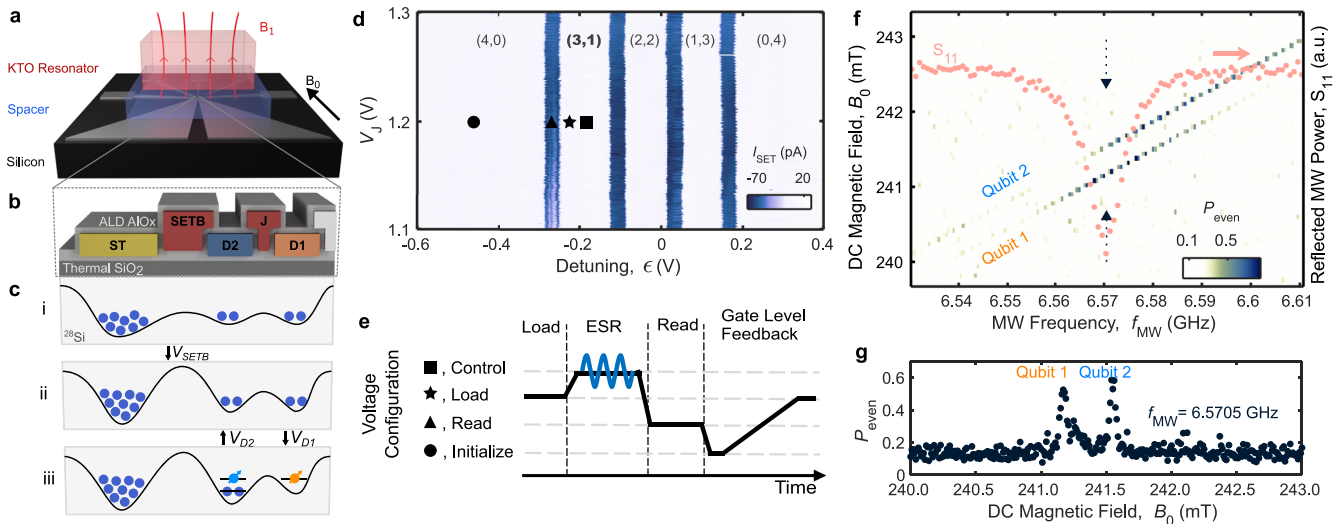 a
B1
KTO Resonator
B0
Spacer
Silicon
b
ALD AlOx
SETB
J
ST
D2
D1
Thermal SiO2
c
i
28Si
VSETB
ii
VD2
VD1
iii
d
1.3
1.2
1.1
VJ (V)
(4,0)
(3,1)
(2,2)
(1,3)
(0,4)
ISET (pA)
-70
20
-0.6
-0.4
-0.2
0
0.2
0.4
Detuning, ϵ (V)
e
Load
ESR
Read
Gate Level
Feedback
Voltage
Configuration
, Control
, Load
, Read
, Initialize
Time
f
243
242
241
240
DC Magnetic Field, B0 (mT)
S11
Qubit 2
Qubit 1
Peven
0.1
0.5
Reflected MW Power, S11 (a.u.)
6.54
6.55
6.56
6.57
6.58
6.59
6.6
6.61
MW Frequency, fMW (GHz)
g
Qubit 1
Qubit 2
0.6
0.4
0.2
0
Peven
fMW= 6.5705 GHz
240.0
240.5
241.0
241.5
242.0
242.5
243.0
DC Magnetic Field, B0 (mT)